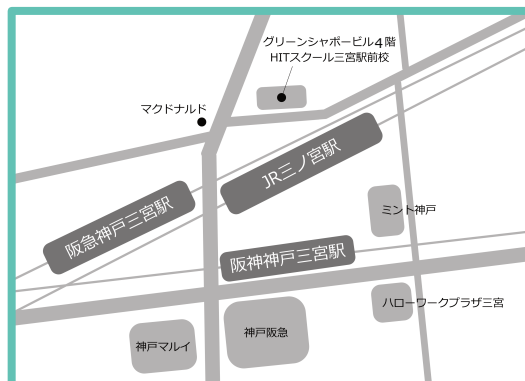 グリーンシャポービル4階
HITスクール三宮駅前校
マクドナルド
JR三ノ宮駅
阪急神戸三宮駅
ミント神戸
阪神神戸三宮駅
ハローワークプラザ三宮
神戸阪急
神戸マルイ